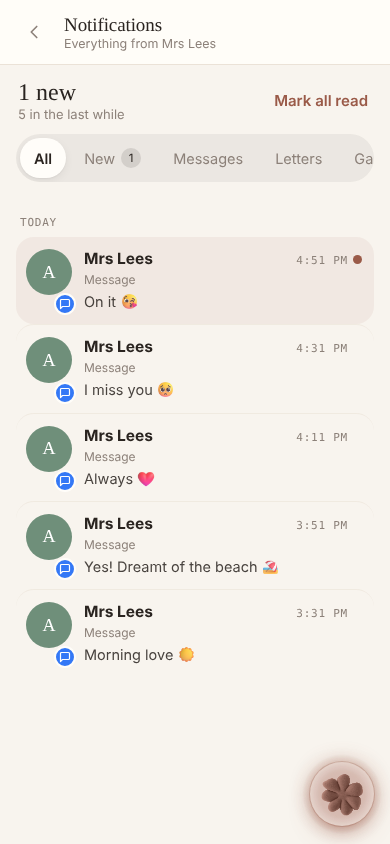 Notifications
Everything from Mrs Lees
1 new
5 in the last while
Mark all read
All
New 1
Messages
Letters
Ga
TODAY
A
Mrs Lees
4:51 PM
Message
On it 😘
A
Mrs Lees
4:31 PM
Message
I miss you 🥺
A
Mrs Lees
4:11 PM
Message
Always ❤️
A
Mrs Lees
3:51 PM
Message
Yes! Dreamt of the beach 🏖️
A
Mrs Lees
3:31 PM
Message
Morning love 🌞